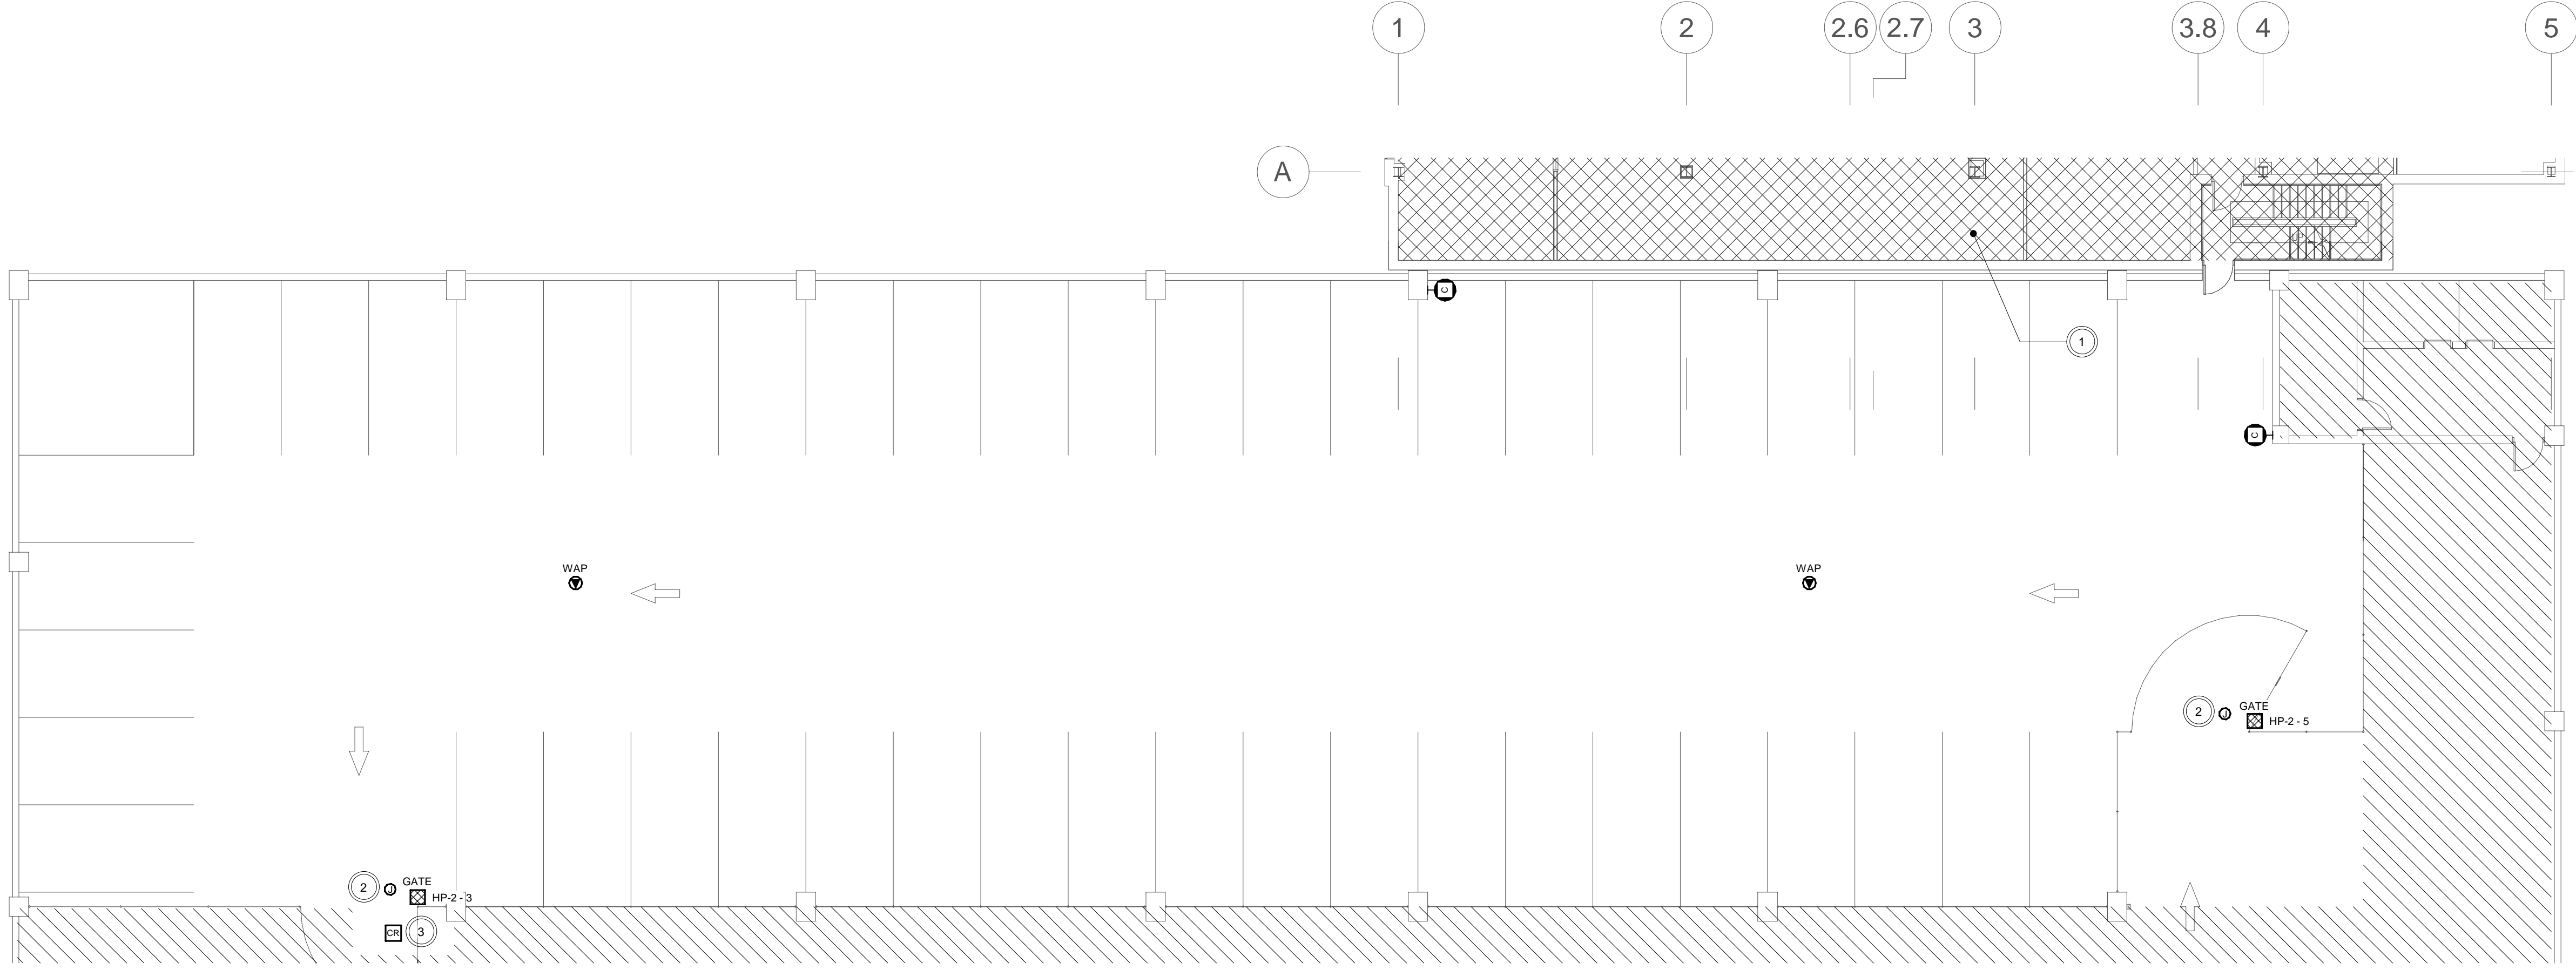 1 2 2.6 2.7 3 3.8 4 5
A
C
1
C
WAP WAP
2 J GATE
HP-2 - 5
2 J GATE
HP-2 - 3
CR 3